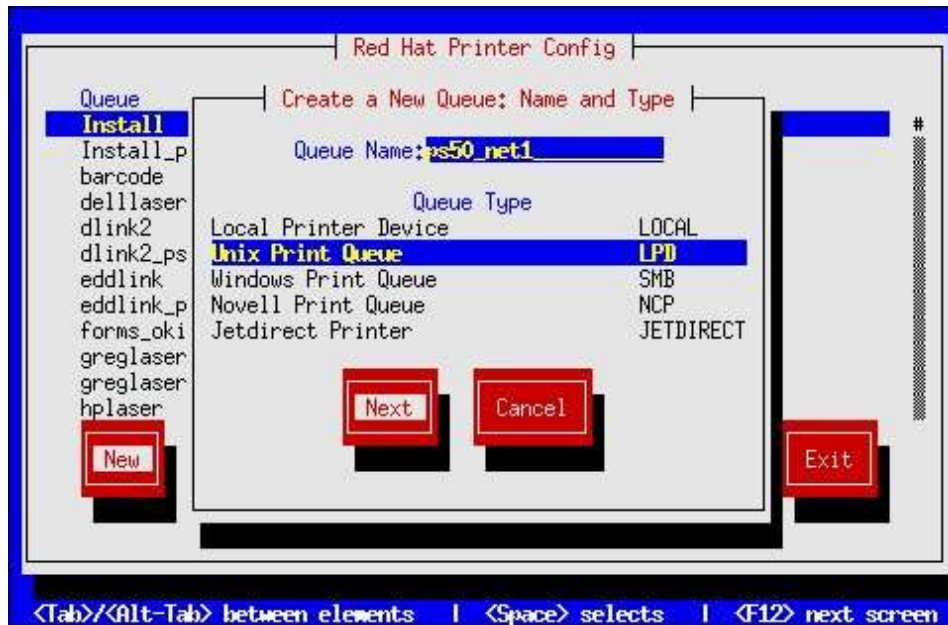 Red Hat Printer Config
Queue
Create a New Queue: Name and Type
Install
#
Install_p
Queue Name:ps50_net1
barcode
delllaser
Queue Type
dlink2
Local Printer Device LOCAL
dlink2_ps
Unix Print Queue LPD
eddlink
Windows Print Queue SMB
eddlink_p
Novell Print Queue NCP
forms_oki
Jetdirect Printer JETDIRECT
greglaser
greglaser
hplaser
Next
Cancel
New
Exit
<Tab>/<Alt-Tab> between elements | <Space> selects | <F12> next screen